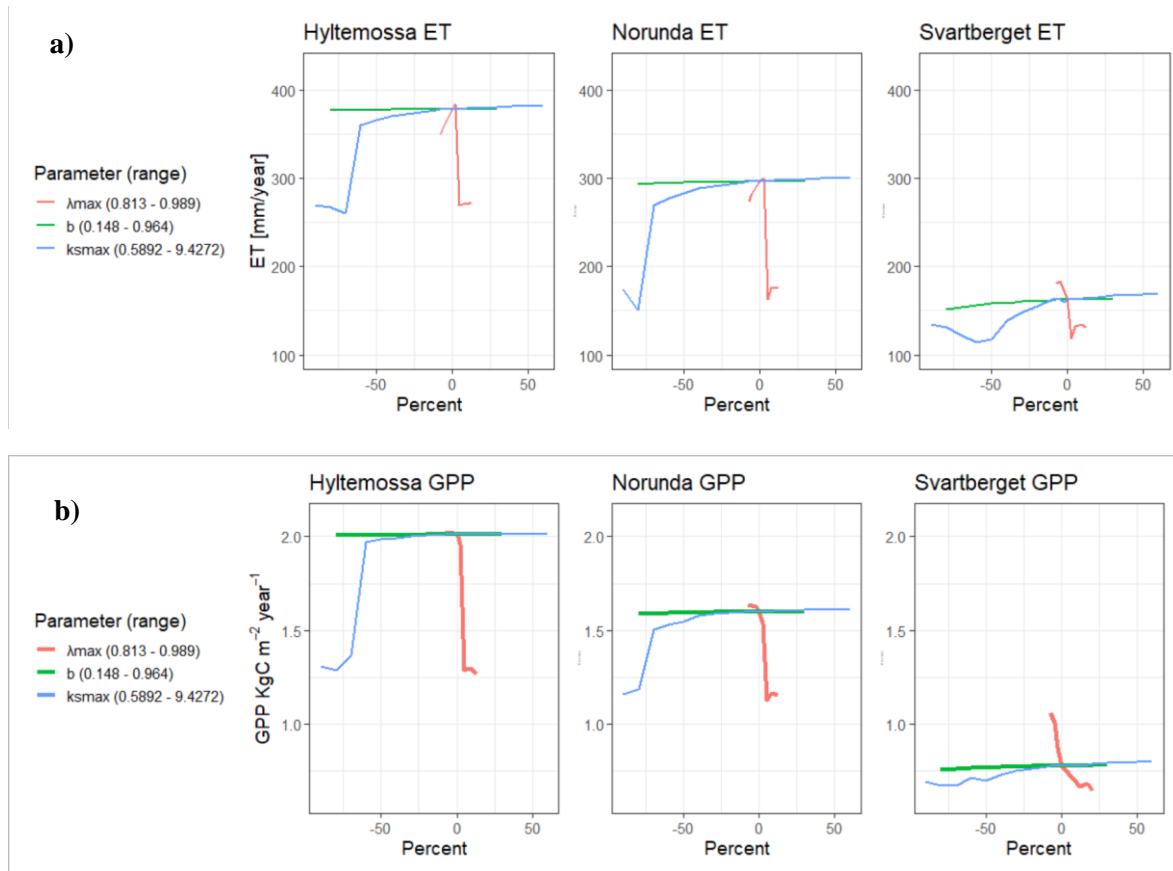 a)
Hyltemossa ET
Norunda ET
Svartberget ET
Parameter (range)
λmax (0.813 - 0.989)
b (0.148 - 0.964)
ksmax (0.5892 - 9.4272)
ET [mm/year]
400
300
200
100
-50 0 50
Percent
400
300
200
100
-50 0 50
Percent
400
300
200
100
-50 0 50
Percent
b)
Hyltemossa GPP
Norunda GPP
Svartberget GPP
Parameter (range)
λmax (0.813 - 0.989)
b (0.148 - 0.964)
ksmax (0.5892 - 9.4272)
GPP KgC m⁻² year⁻¹
2.0
1.5
1.0
-50 0 50
Percent
2.0
1.5
1.0
-50 0 50
Percent
2.0
1.5
1.0
-50 0 50
Percent